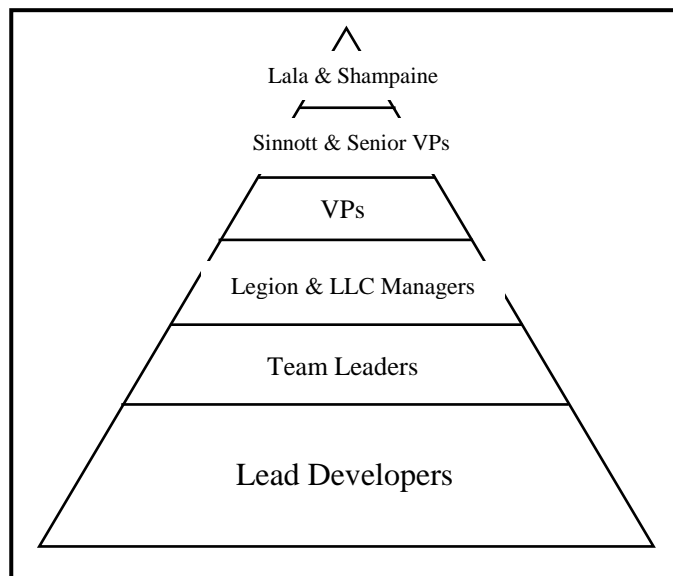 Lala & Shampaine
Sinnott & Senior VPs
VPs
Legion & LLC Managers
Team Leaders
Lead Developers